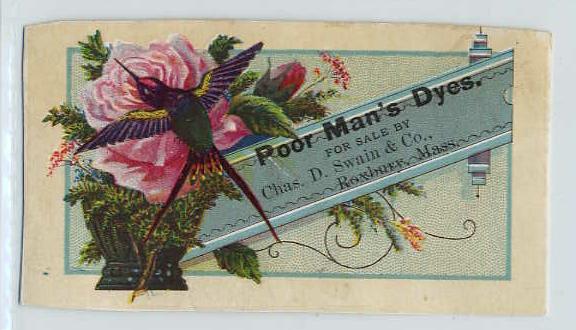 Poor Man's Dyes.
FOR SALE BY
Chas. D. Swain & Co.,
Roxbury, Mass.